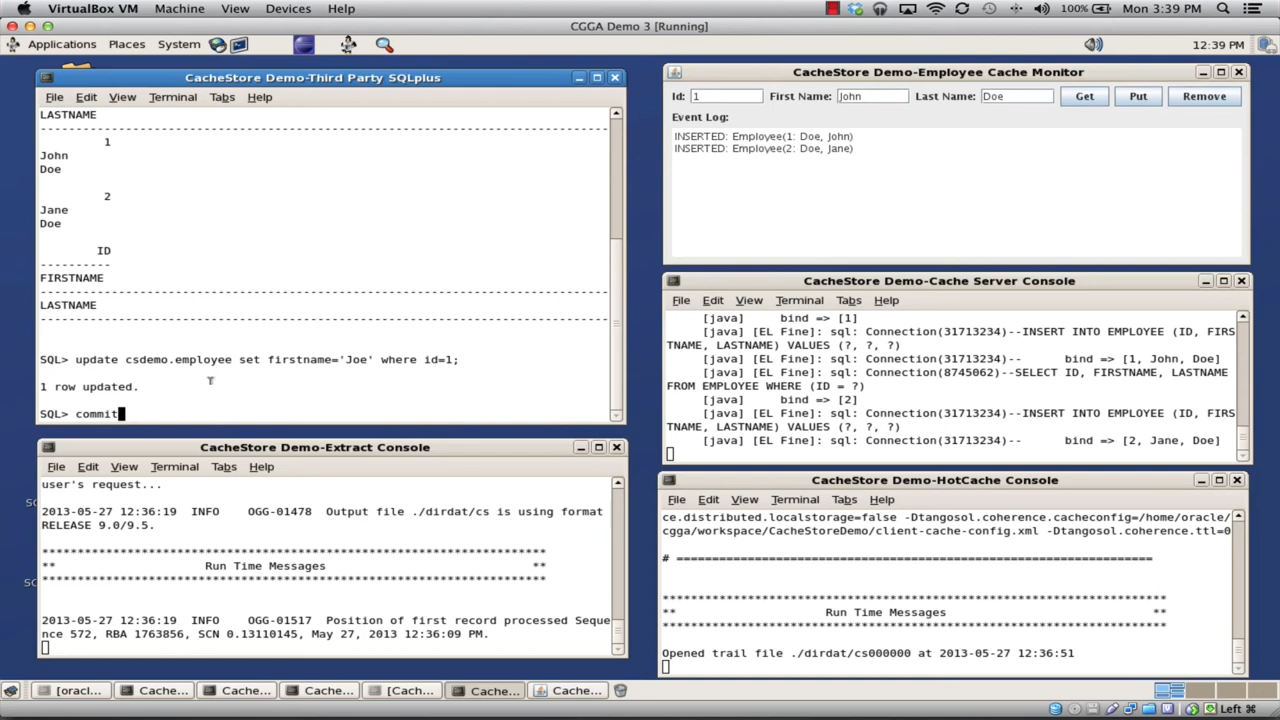 VirtualBox VM Machine View Devices Help
100% Mon 3:39 PM
CGGA Demo 3 [Running]
Applications Places System
12:39 PM
CacheStore Demo-Third Party SQLplus
File Edit View Terminal Tabs Help
LASTNAME
--------------------------------------------------------------------------------
1
John
Doe
2
Jane
Doe
ID
----------
FIRSTNAME
--------------------------------------------------------------------------------
LASTNAME
--------------------------------------------------------------------------------
SQL> update csdemo.employee set firstname='Joe' where id=1;
1 row updated.
SQL> commit
CacheStore Demo-Employee Cache Monitor
Id: 1 First Name: John Last Name: Doe Get Put Remove
Event Log:
INSERTED: Employee(1: Doe, John)
INSERTED: Employee(2: Doe, Jane)
CacheStore Demo-Cache Server Console
File Edit View Terminal Tabs Help
[java] bind => [1]
[java] [EL Fine]: sql: Connection(31713234)--INSERT INTO EMPLOYEE (ID, FIRS
TNAME, LASTNAME) VALUES (?, ?, ?)
[java] [EL Fine]: sql: Connection(31713234)-- bind => [1, John, Doe]
[java] [EL Fine]: sql: Connection(8745062)--SELECT ID, FIRSTNAME, LASTNAME
FROM EMPLOYEE WHERE (ID = ?)
[java] bind => [2]
[java] [EL Fine]: sql: Connection(31713234)--INSERT INTO EMPLOYEE (ID, FIRS
TNAME, LASTNAME) VALUES (?, ?, ?)
[java] [EL Fine]: sql: Connection(31713234)-- bind => [2, Jane, Doe]
CacheStore Demo-Extract Console
File Edit View Terminal Tabs Help
user's request...
2013-05-27 12:36:19 INFO OGG-01478 Output file ./dirdat/cs is using format
RELEASE 9.0/9.5.
***********************************************************************
** Run Time Messages **
***********************************************************************
2013-05-27 12:36:19 INFO OGG-01517 Position of first record processed Seque
nce 572, RBA 1763856, SCN 0.13110145, May 27, 2013 12:36:09 PM.
CacheStore Demo-HotCache Console
File Edit View Terminal Tabs Help
ce.distributed.localstorage=false -Dtangosol.coherence.cacheconfig=/home/oracle/
cgga/workspace/CacheStoreDemo/client-cache-config.xml -Dtangosol.coherence.ttl=0
# ===========================================================================
***********************************************************************
** Run Time Messages **
***********************************************************************
Opened trail file ./dirdat/cs000000 at 2013-05-27 12:36:51
[oracl... Cache... Cache... Cache... [Cach... Cache... Cache...
Left ⌘